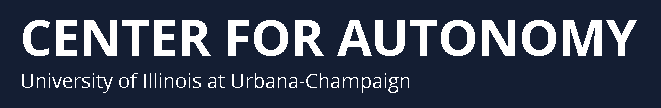 CENTER FOR AUTONOMY
University of Illinois at Urbana-Champaign